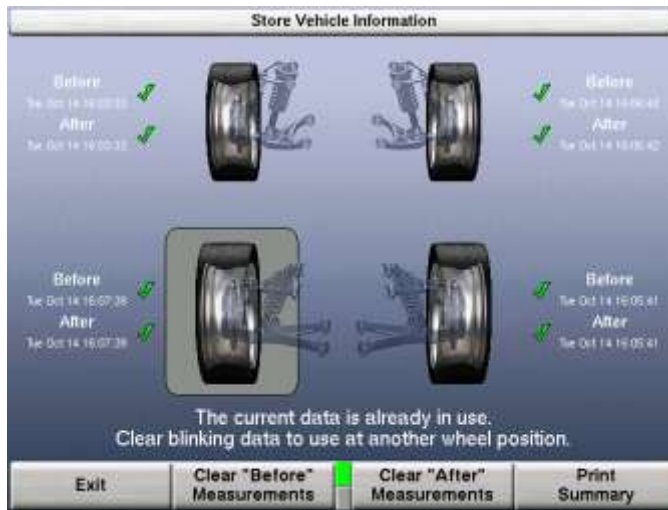 Store Vehicle Information
Before
After
Before
After
Before
Tue Oct 14 16:07:39
After
Tue Oct 14 16:07:39
Before
Tue Oct 14 16:05:41
After
Tue Oct 14 16:05:41
The current data is already in use.
Clear blinking data to use at another wheel position.
Exit
Clear "Before"
Measurements
Clear "After"
Measurements
Print
Summary